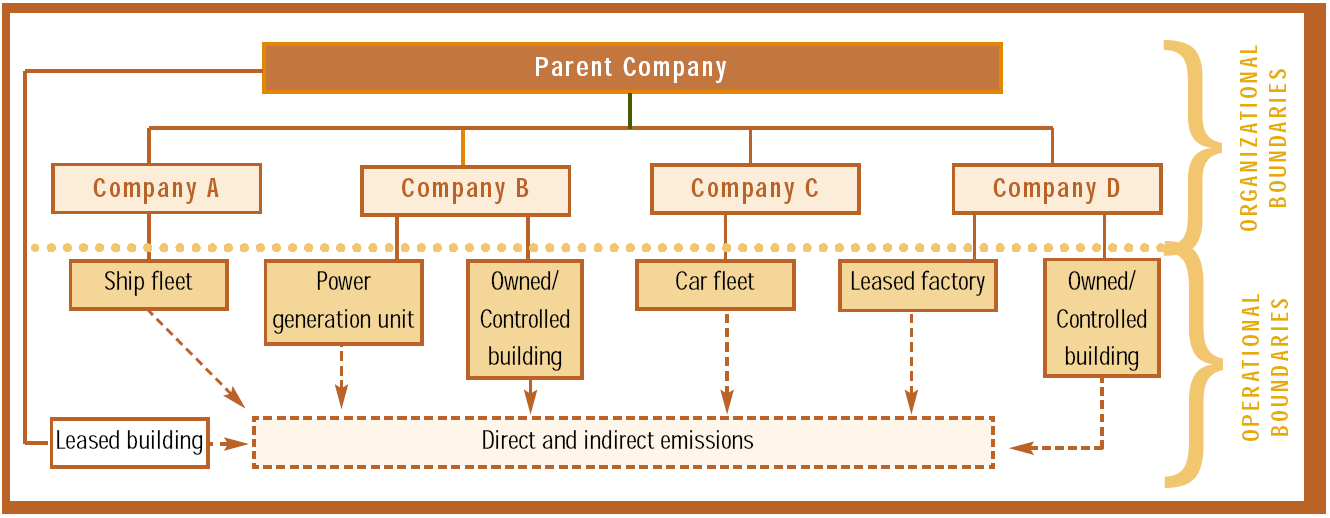 Parent Company
ORGANIZATIONAL
BOUNDARIES
Company A
Company B
Company C
Company D
Ship fleet
Power
generation unit
Owned/
Controlled
building
Car fleet
Leased factory
Owned/
Controlled
building
OPERATIONAL
BOUNDARIES
Leased building
Direct and indirect emissions